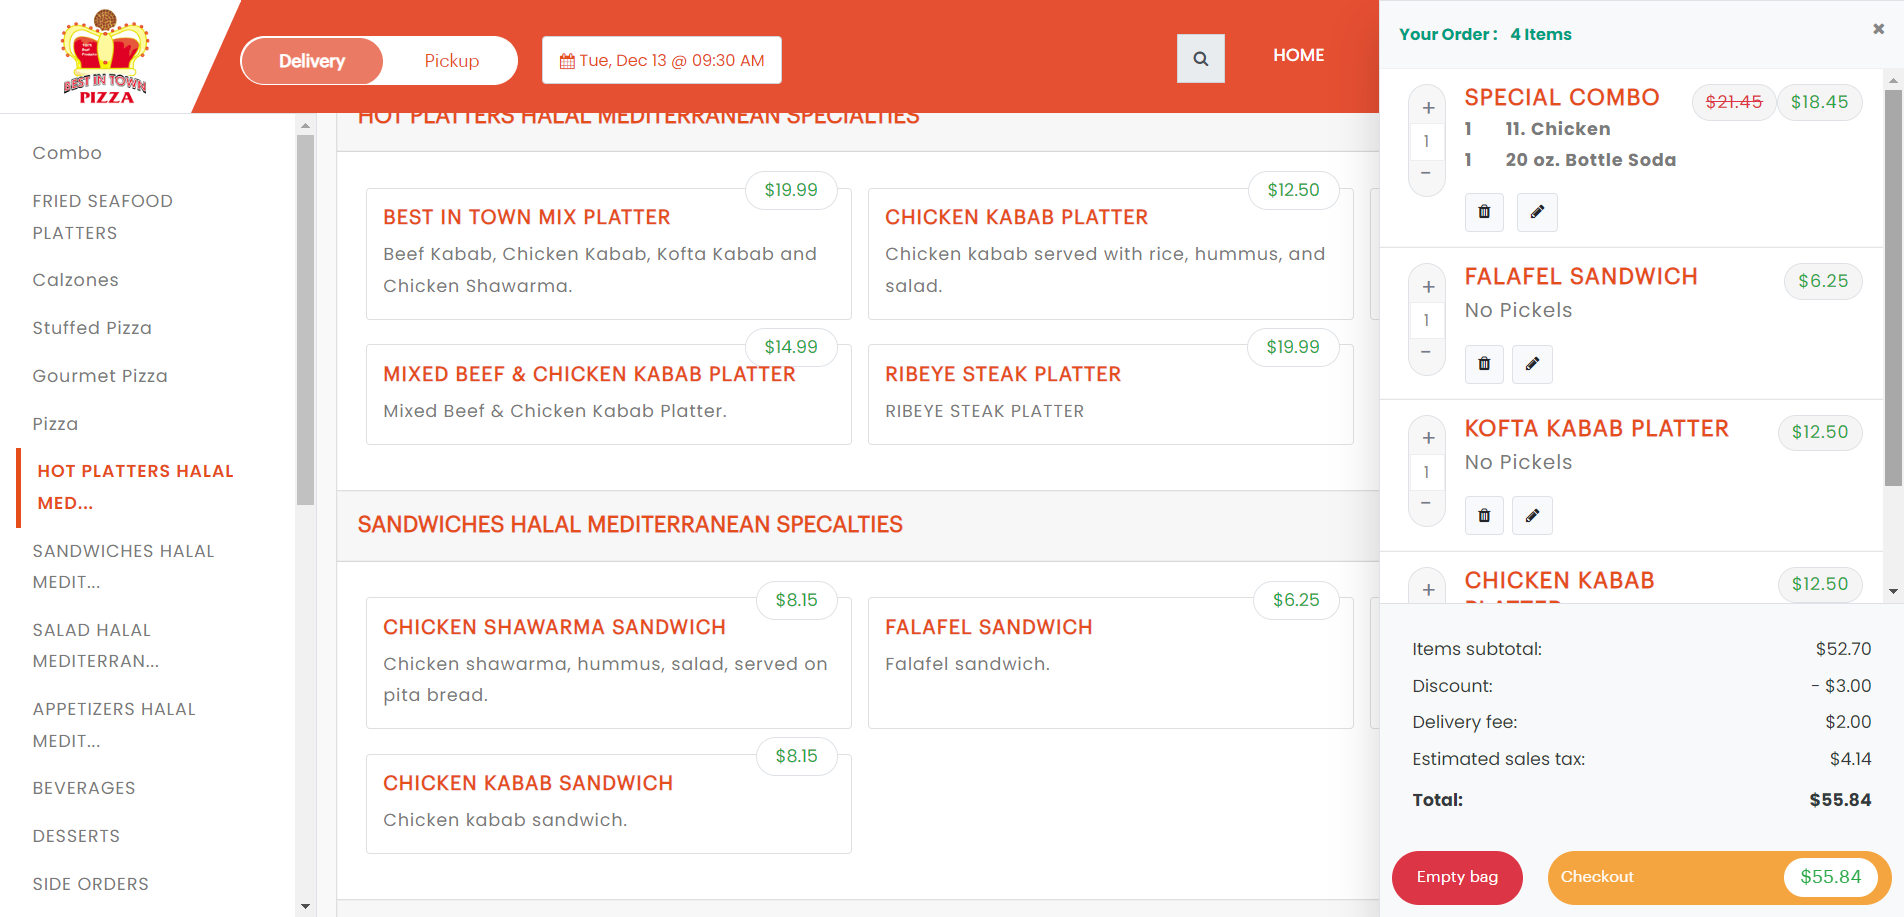 BEST IN TOWN
PIZZA
Delivery
Pickup
Tue, Dec 13 @ 09:30 AM
HOME
Combo
FRIED SEAFOOD
PLATTERS
Calzones
Stuffed Pizza
Gourmet Pizza
Pizza
HOT PLATTERS HALAL
MED...
SANDWICHES HALAL
MEDIT...
SALAD HALAL
MEDITERRAN...
APPETIZERS HALAL
MEDIT...
BEVERAGES
DESSERTS
SIDE ORDERS
HOT PLATTERS HALAL MEDITERRANEAN SPECIALTIES
$19.99
BEST IN TOWN MIX PLATTER
Beef Kabab, Chicken Kabab, Kofta Kabab and
Chicken Shawarma.
$12.50
CHICKEN KABAB PLATTER
Chicken kabab served with rice, hummus, and
salad.
$14.99
MIXED BEEF & CHICKEN KABAB PLATTER
Mixed Beef & Chicken Kabab Platter.
$19.99
RIBEYE STEAK PLATTER
RIBEYE STEAK PLATTER
SANDWICHES HALAL MEDITERRANEAN SPECALTIES
$8.15
CHICKEN SHAWARMA SANDWICH
Chicken shawarma, hummus, salad, served on
pita bread.
$6.25
FALAFEL SANDWICH
Falafel sandwich.
$8.15
CHICKEN KABAB SANDWICH
Chicken kabab sandwich.
Your Order : 4 Items
×
+
1
−
SPECIAL COMBO $21.45 $18.45
1 11. Chicken
1 20 oz. Bottle Soda
+
1
−
FALAFEL SANDWICH $6.25
No Pickels
+
1
−
KOFTA KABAB PLATTER $12.50
No Pickels
+
CHICKEN KABAB $12.50
PLATTER
Items subtotal: $52.70
Discount: - $3.00
Delivery fee: $2.00
Estimated sales tax: $4.14
Total: $55.84
Empty bag
Checkout $55.84